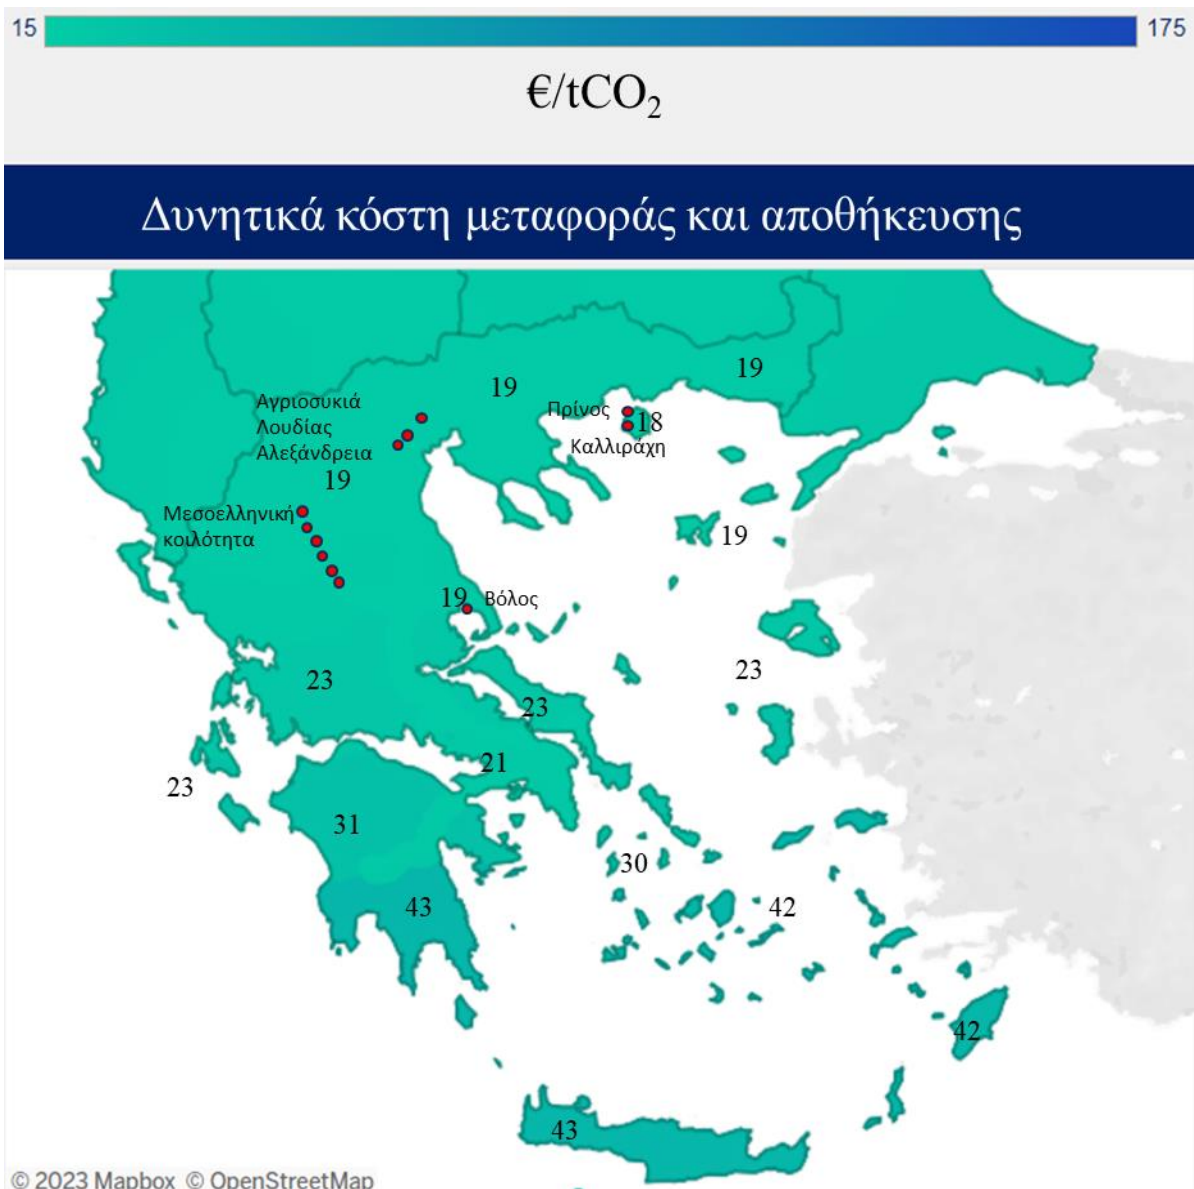 15
175
€/tCO₂
Δυνητικά κόστη μεταφοράς και αποθήκευσης
19
19
Αγριοσυκιά
Λουδίας
Αλεξάνδρεια
Πρίνος
18
Καλλιράχη
19
Μεσοελληνική
κοιλότητα
19
19
Βόλος
23
23
23
21
23
31
30
43
42
42
43
© 2023 Mapbox © OpenStreetMap